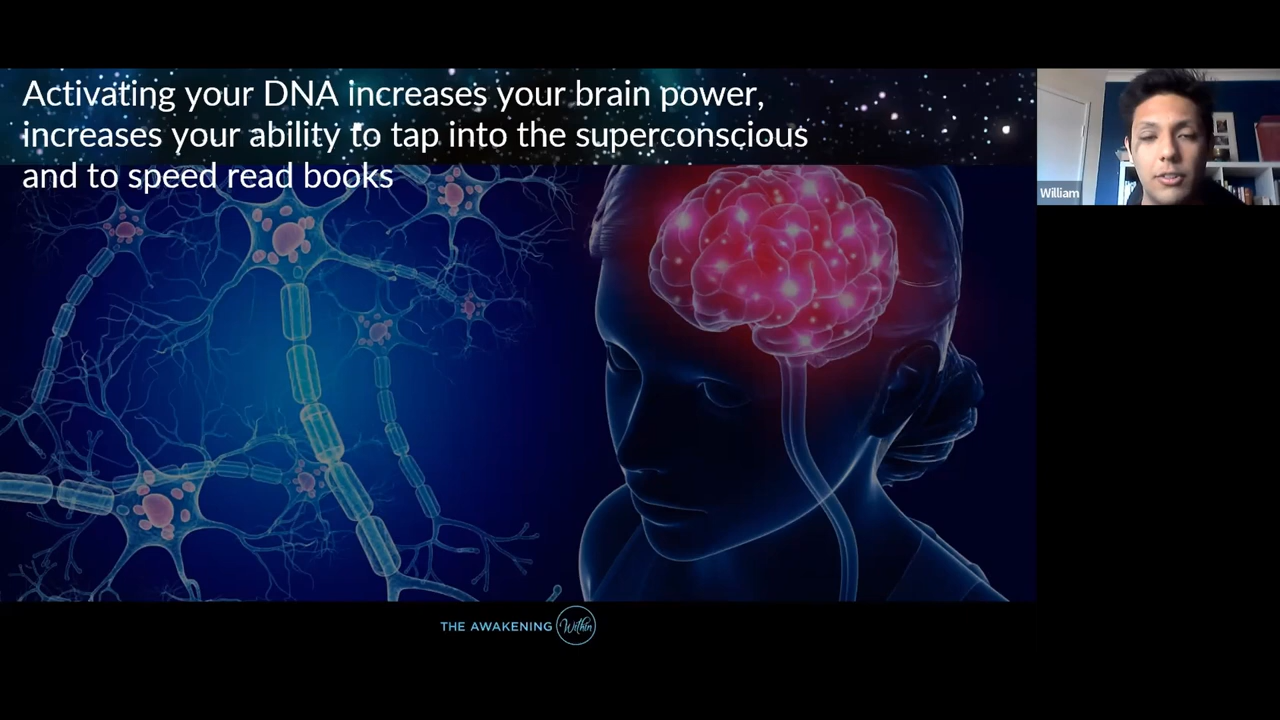 Activating your DNA increases your brain power,
increases your ability to tap into the superconscious
and to speed read books
William
THE AWAKENING Within